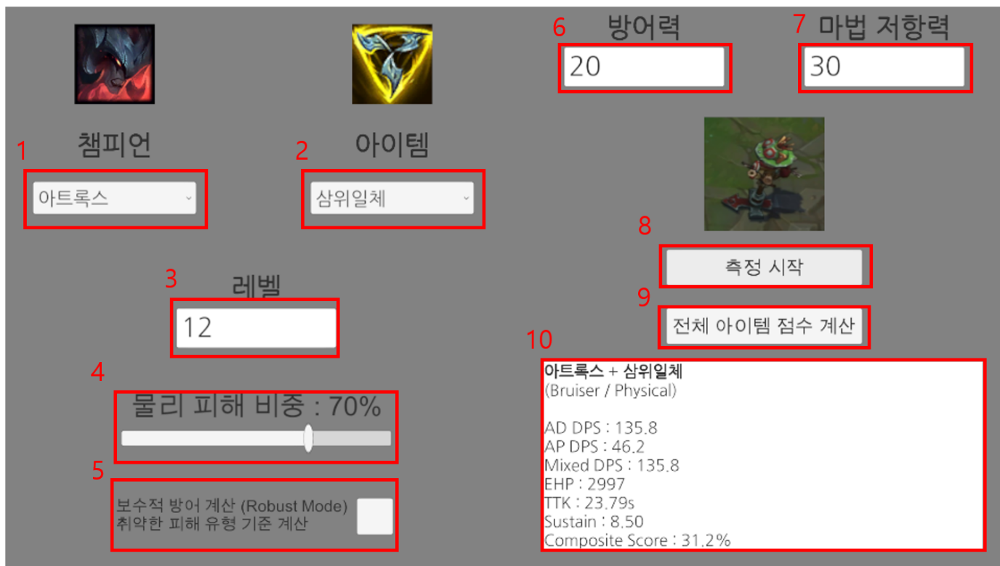 6 방어력
7 마법 저항력
20
30
1 챔피언
2 아이템
아트록스
삼위일체
8
측정 시작
3 레벨
12
9
전체 아이템 점수 계산
4
물리 피해 비중 : 70%
5
보수적 방어 계산 (Robust Mode)
취약한 피해 유형 기준 계산
10
아트록스 + 삼위일체
(Bruiser / Physical)
AD DPS : 135.8
AP DPS : 46.2
Mixed DPS : 135.8
EHP : 2997
TTK : 23.79s
Sustain : 8.50
Composite Score : 31.2%